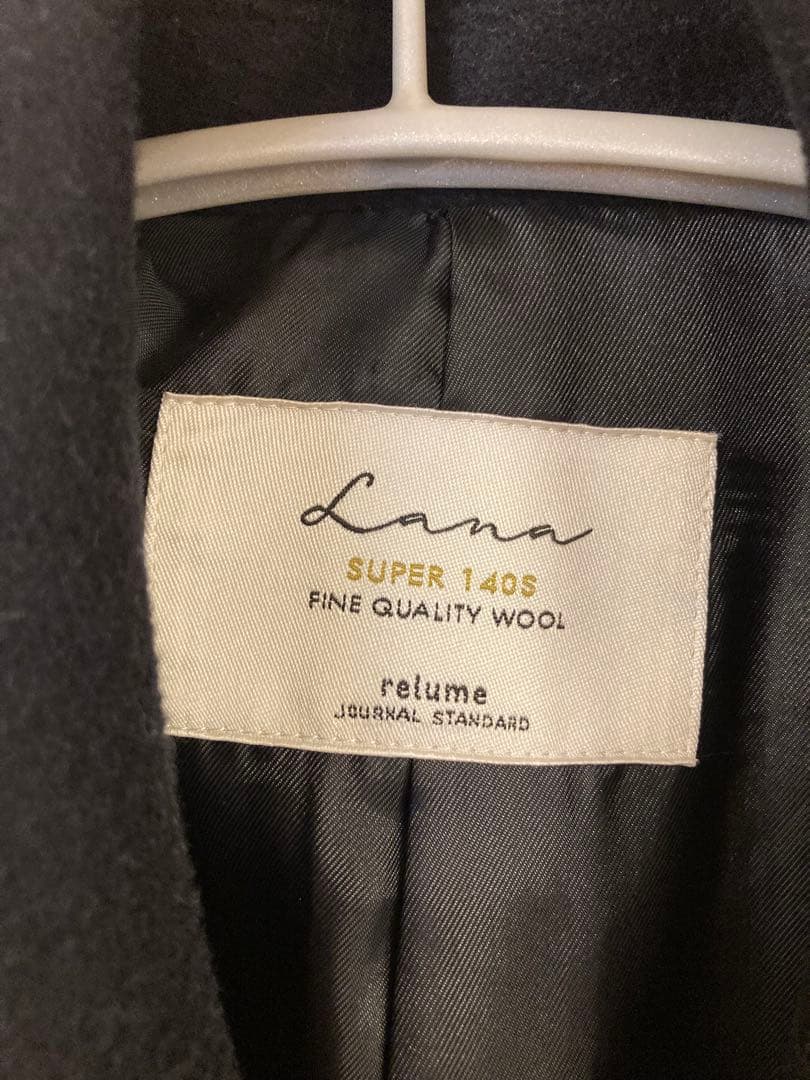 Lana
SUPER 140S
FINE QUALITY WOOL
relume
JOURNAL STANDARD